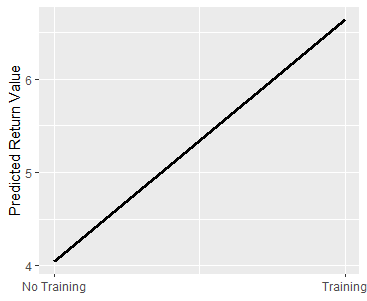 Predicted Return Value
6
5
4
No Training
Training